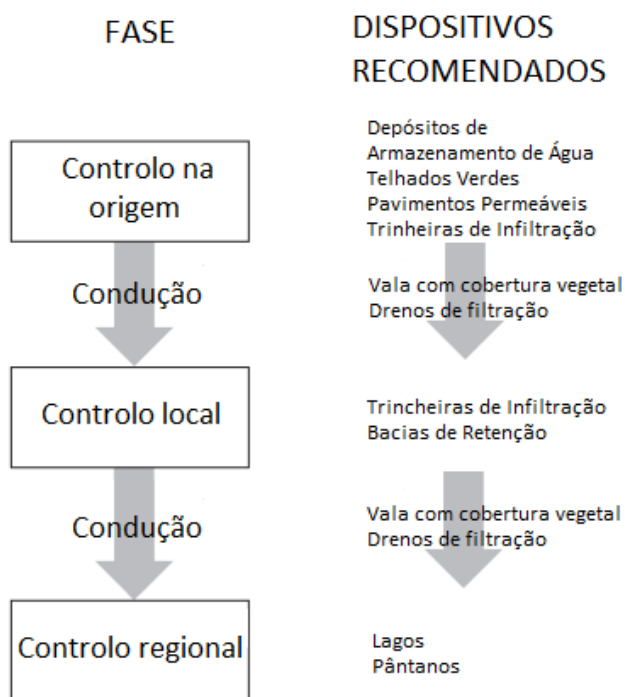 FASE
DISPOSITIVOS
RECOMENDADOS
Controlo na
origem
Depósitos de
Armazenamento de Água
Telhados Verdes
Pavimentos Permeáveis
Trinheiras de Infiltração
Condução
Vala com cobertura vegetal
Drenos de filtração
Controlo local
Trincheiras de Infiltração
Bacias de Retenção
Condução
Vala com cobertura vegetal
Drenos de filtração
Controlo regional
Lagos
Pântanos